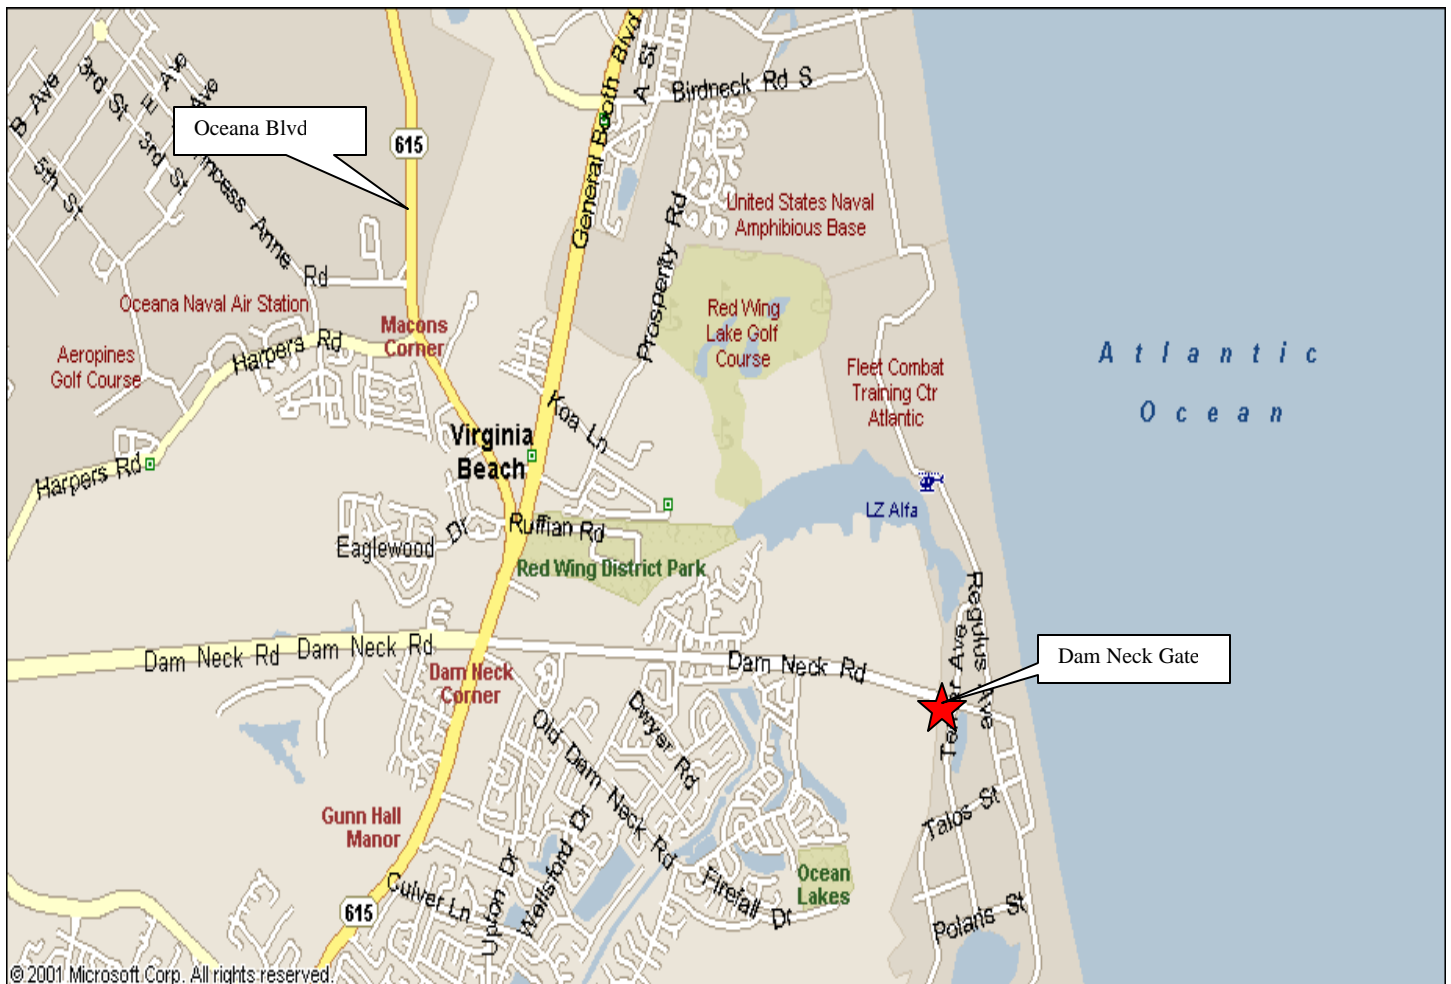 B Ave
3rd St
E Ave
Ave
3rd St
5th St
Oceana Blvd
615
General Booth Blvd
A St
Birdneck Rd S
Princess Anne Rd
United States Naval
Amphibious Base
Prosperity Rd
Oceana Naval Air Station
Macons
Corner
Harpers Rd
Aeropines
Golf Course
Red Wing
Lake Golf
Course
Fleet Combat
Training Ctr
Atlantic
Atlantic
Ocean
Koa Ln
Virginia
Beach
Harpers Rd
LZ Alfa
Eaglewood Dr
Ruffian Rd
Red Wing District Park
Regulus Ave
Dam Neck Rd
Dam Neck Rd
Dam Neck Rd
Dam Neck Gate
Dam Neck
Corner
Old Dam Neck Rd
Dwyer Rd
Gunn Hall
Manor
Talos St
Ocean
Lakes
Culver Ln
615
Upton Dr
Wellsford Dr
Firefall Dr
Polaris St
© 2001 Microsoft Corp. All rights reserved.